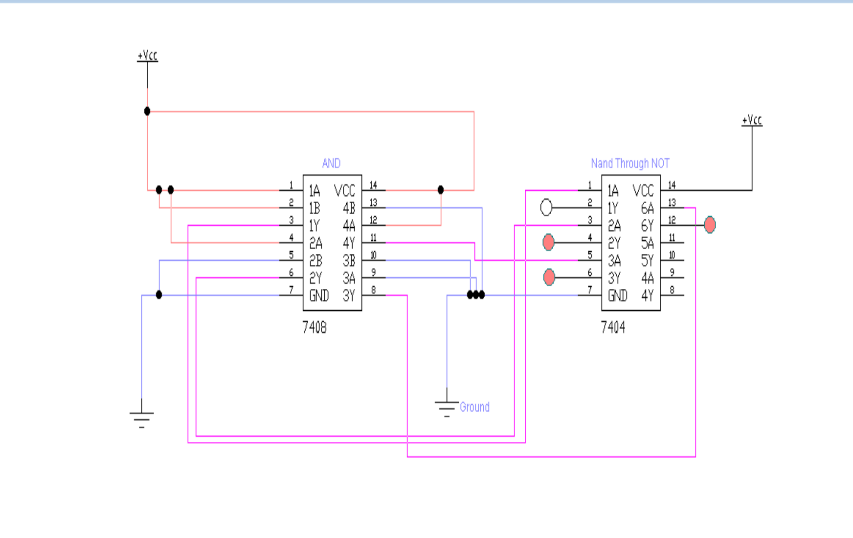 +Vcc
+Vcc
AND
Nand Through NOT
1 1A VCC 14
2 1B 4B 13
3 1Y 4A 12
4 2A 4Y 11
5 2B 3B 10
6 2Y 3A 9
7 GND 3Y 8
7408
1 1A VCC 14
2 1Y 6A 13
3 2A 6Y 12
4 2Y 5A 11
5 3A 5Y 10
6 3Y 4A 9
7 GND 4Y 8
7404
Ground